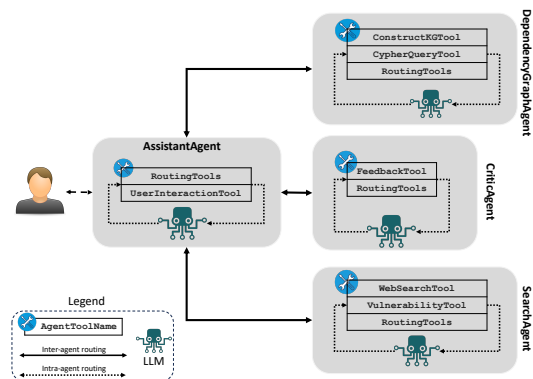 ConstructKGTool
CypherQueryTool
RoutingTools
DependencyGraphAgent
AssistantAgent
RoutingTools
UserInteractionTool
FeedbackTool
RoutingTools
CriticAgent
WebSearchTool
VulnerabilityTool
RoutingTools
SearchAgent
Legend
AgentToolName
Inter-agent routing
Intra-agent routing
LLM